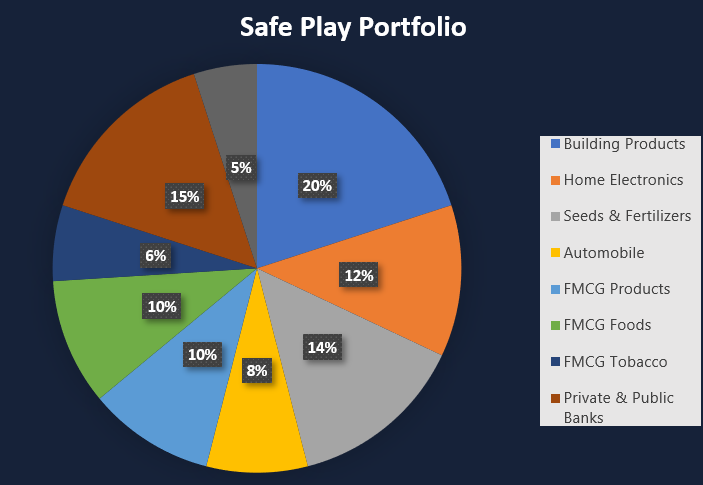 Safe Play Portfolio
5%
20%
15%
12%
6%
10%
14%
10%
8%
Building Products
Home Electronics
Seeds & Fertilizers
Automobile
FMCG Products
FMCG Foods
FMCG Tobacco
Private & Public
Banks